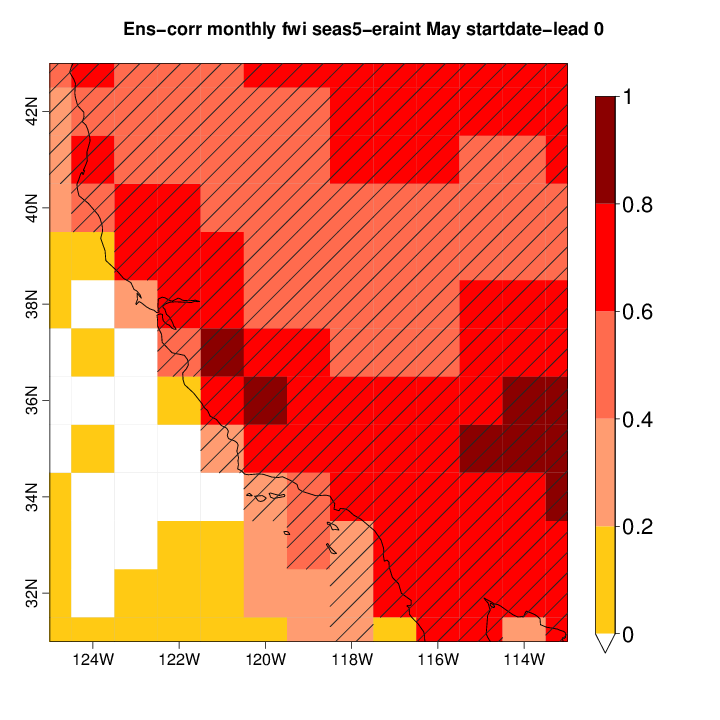 Ens−corr monthly fwi seas5−eraint May startdate−lead 0
42N
40N
38N
36N
34N
32N
124W 122W 120W 118W 116W 114W
1
0.8
0.6
0.4
0.2
0